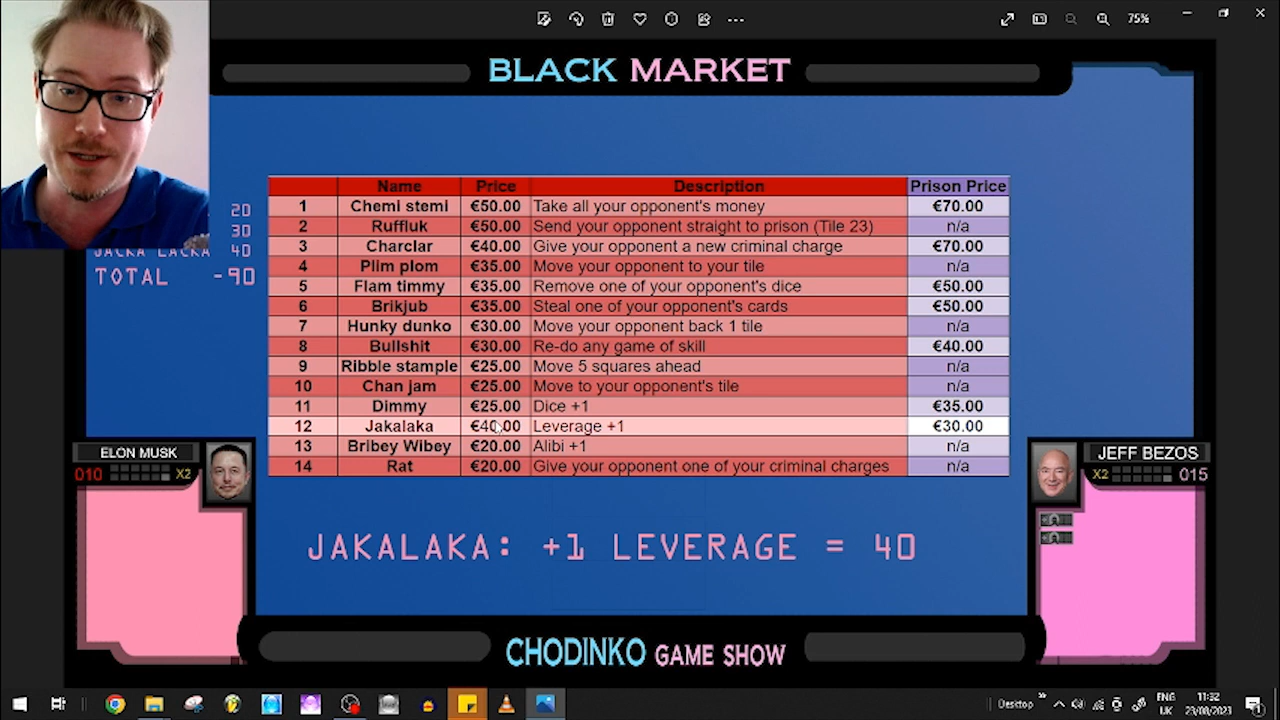 75%
BLACK MARKET
Name Price Description Prison Price
1 Chemi stemi €50.00 Take all your opponent's money €70.00
2 Ruffluk €50.00 Send your opponent straight to prison (Tile 23) n/a
3 Charclar €40.00 Give your opponent a new criminal charge €70.00
4 Plim plom €35.00 Move your opponent to your tile n/a
5 Flam timmy €35.00 Remove one of your opponent's dice €50.00
6 Brikjub €35.00 Steal one of your opponent's cards €50.00
7 Hunky dunko €30.00 Move your opponent back 1 tile n/a
8 Bullshit €30.00 Re-do any game of skill €40.00
9 Ribble stample €25.00 Move 5 squares ahead n/a
10 Chan jam €25.00 Move to your opponent's tile n/a
11 Dimmy €25.00 Dice +1 €35.00
12 Jakalaka €40.00 Leverage +1 €30.00
13 Bribey Wibey €20.00 Alibi +1 n/a
14 Rat €20.00 Give your opponent one of your criminal charges n/a
20
30
JACKA LACKA 40
TOTAL -90
ELON MUSK
010 X2
JEFF BEZOS
X2 015
JAKALAKA: +1 LEVERAGE = 40
CHODINKO GAME SHOW
Desktop
ENG
UK
11:32
23/08/2023